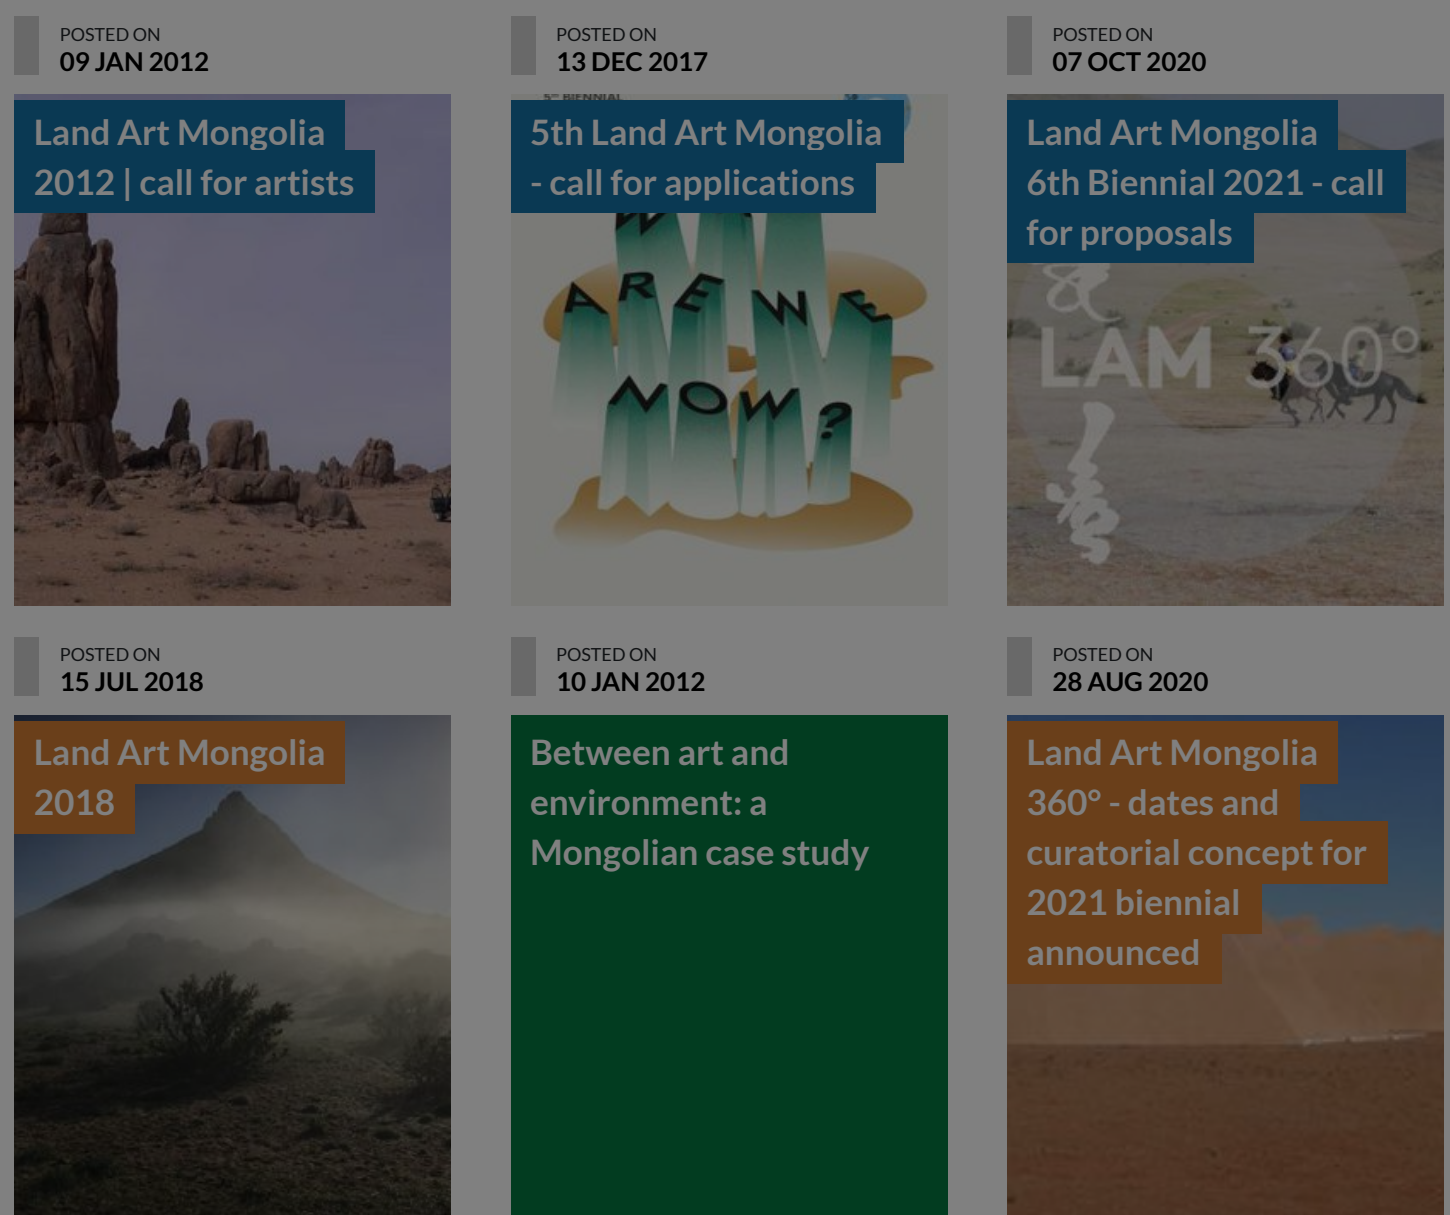 POSTED ON
09 JAN 2012
Land Art Mongolia
2012 | call for artists
POSTED ON
13 DEC 2017
5th Land Art Mongolia
- call for applications
ARE WE
NOW?
POSTED ON
07 OCT 2020
Land Art Mongolia
6th Biennial 2021 - call
for proposals
LAM 360°
POSTED ON
15 JUL 2018
Land Art Mongolia
2018
POSTED ON
10 JAN 2012
Between art and
environment: a
Mongolian case study
POSTED ON
28 AUG 2020
Land Art Mongolia
360° - dates and
curatorial concept for
2021 biennial
announced